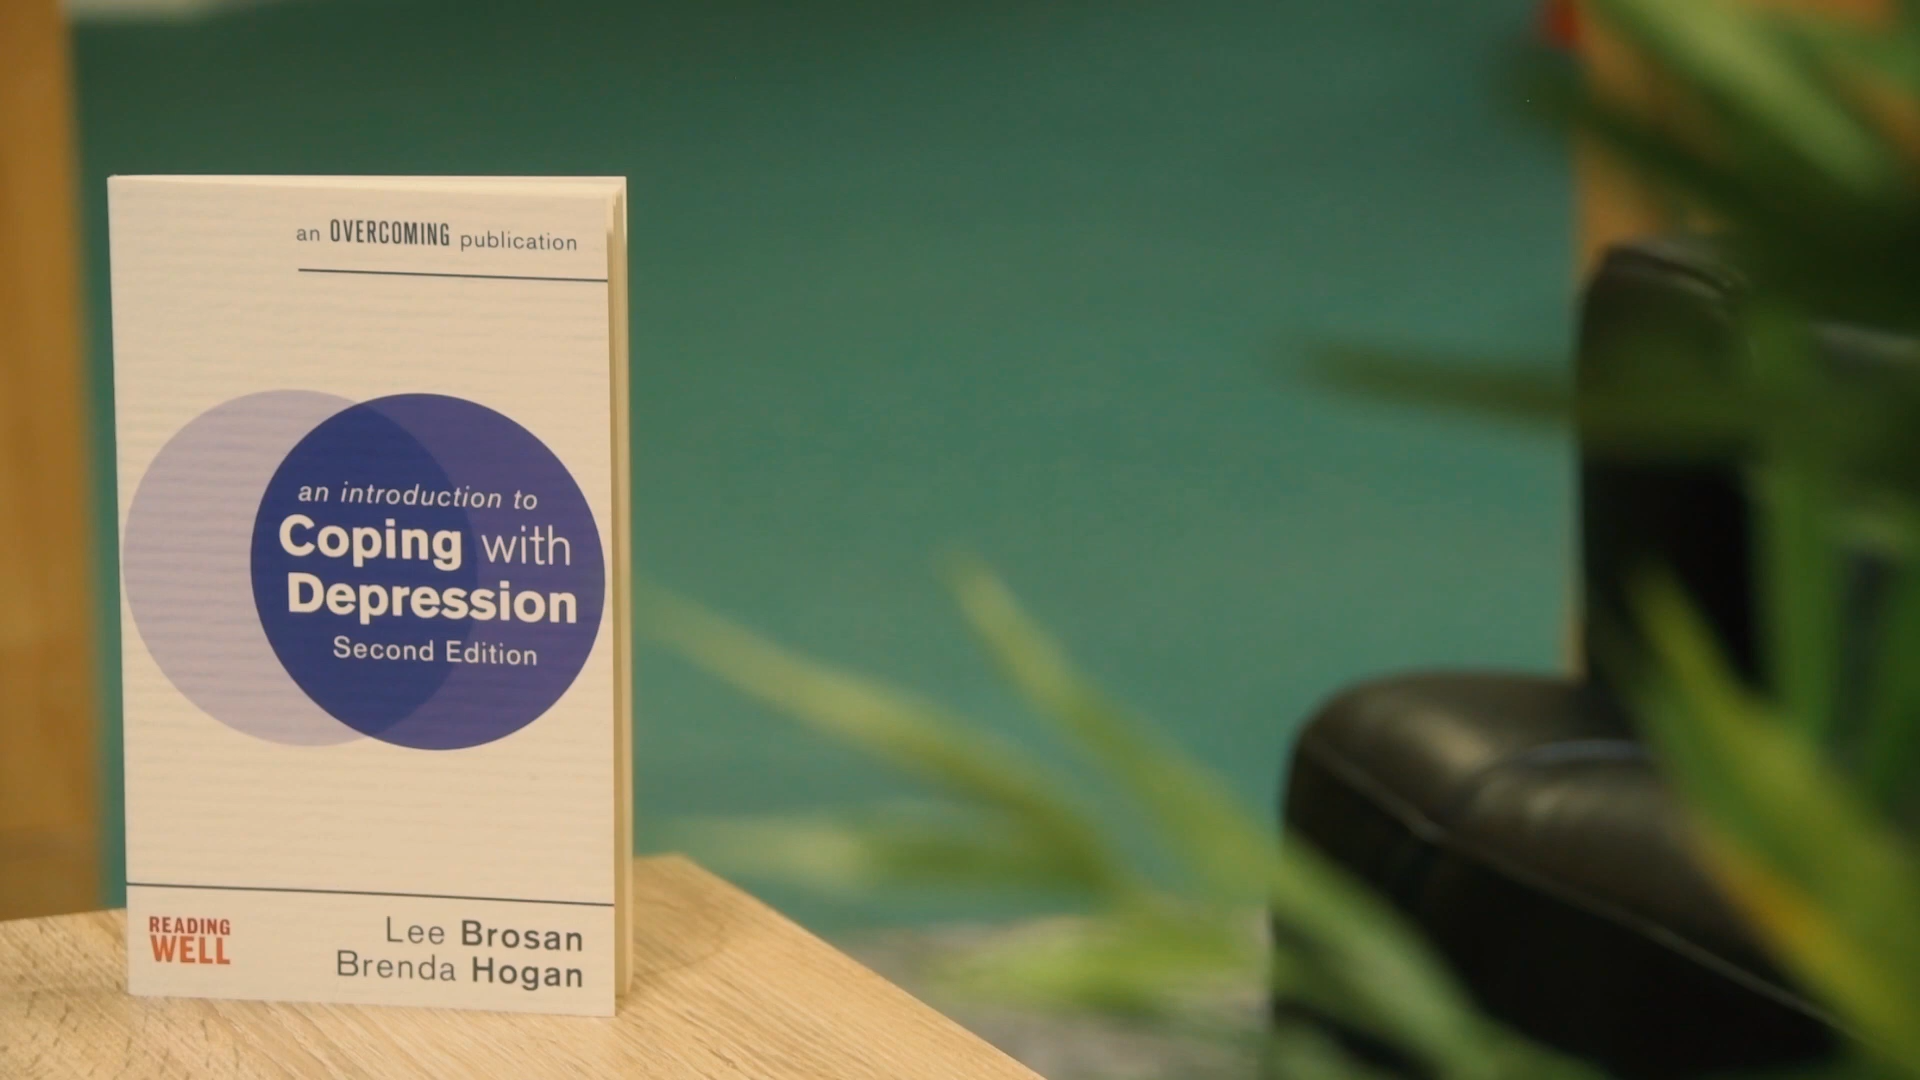 an OVERCOMING publication
an introduction to
Coping with
Depression
Second Edition
READING
WELL
Lee Brosan
Brenda Hogan